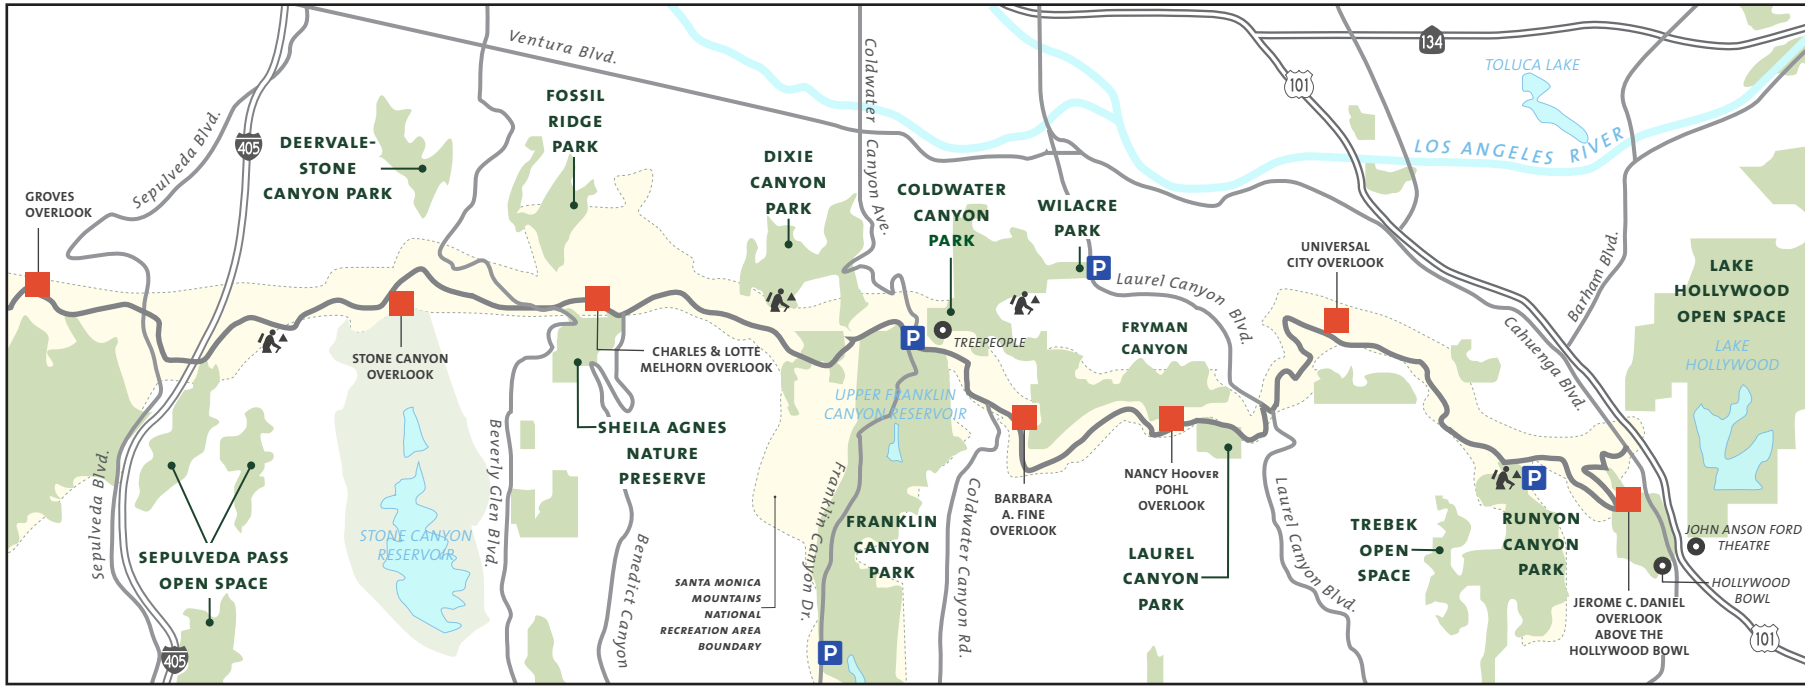 Ventura Blvd.
Sepulveda Blvd.
405
DEERVALE-
STONE
CANYON PARK
FOSSIL
RIDGE
PARK
DIXIE
CANYON
PARK
Coldwater Canyon Ave.
COLDWATER
CANYON
PARK
WILACRE
PARK
P
101
134
TOLUCA LAKE
LOS ANGELES RIVER
GROVES
OVERLOOK
UNIVERSAL
CITY OVERLOOK
Laurel Canyon Blvd.
Barham Blvd.
Cahuenga Blvd.
LAKE
HOLLYWOOD
OPEN SPACE
LAKE
HOLLYWOOD
STONE CANYON
OVERLOOK
CHARLES & LOTTE
MELHORN OVERLOOK
P
TREEPEOPLE
FRYMAN
CANYON
UPPER FRANKLIN
CANYON RESERVOIR
SHEILA AGNES
NATURE
PRESERVE
Sepulveda Blvd.
SEPULVEDA PASS
OPEN SPACE
405
STONE CANYON
RESERVOIR
Beverly Glen Blvd.
Benedict Canyon
SANTA MONICA
MOUNTAINS
NATIONAL
RECREATION AREA
BOUNDARY
Franklin Canyon Dr.
P
FRANKLIN
CANYON
PARK
Coldwater Canyon Rd.
BARBARA
A. FINE
OVERLOOK
NANCY Hoover
POHL
OVERLOOK
LAUREL
CANYON
PARK
Laurel Canyon Blvd.
TREBEK
OPEN
SPACE
P
RUNYON
CANYON
PARK
JEROME C. DANIEL
OVERLOOK
ABOVE THE
HOLLYWOOD BOWL
JOHN ANSON FORD
THEATRE
HOLLYWOOD
BOWL
101